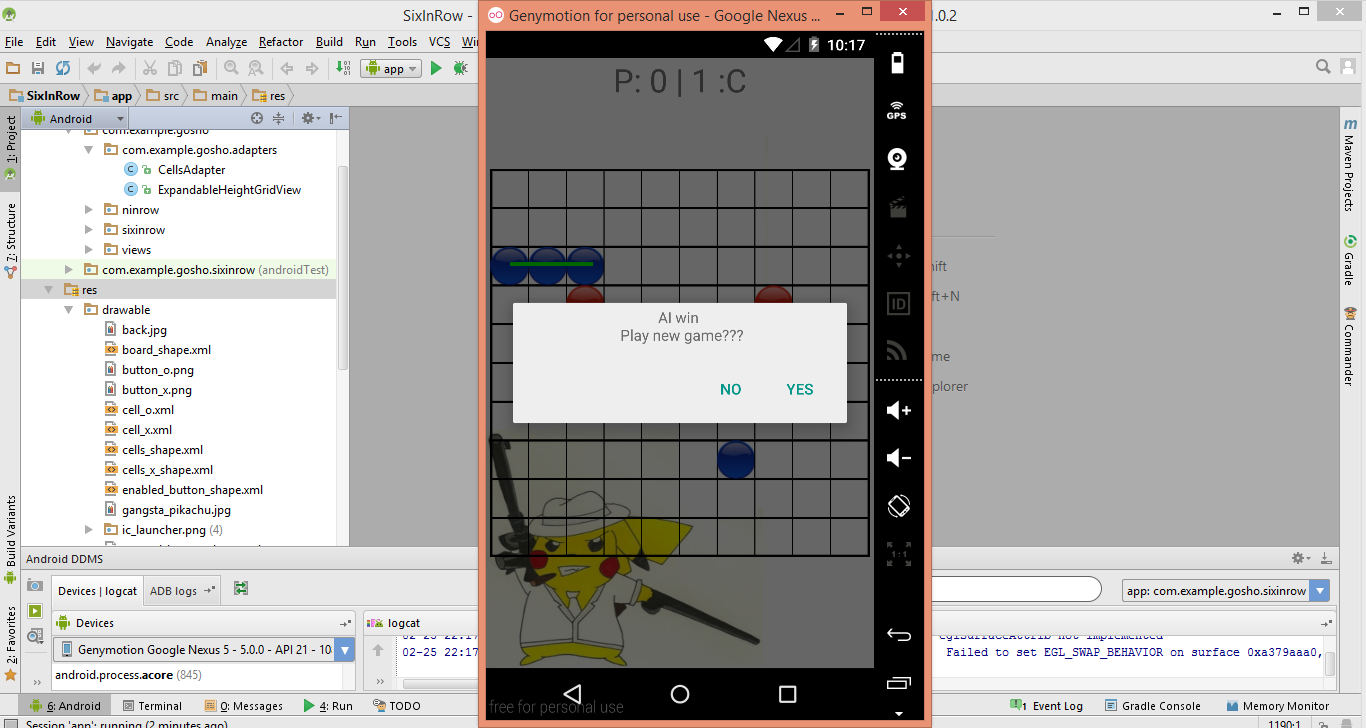 SixInRow -
Genymotion for personal use - Google Nexus ...
1.0.2
File Edit View Navigate Code Analyze Refactor Build Run Tools VCS
app
SixInRow app src main res
Android
com.example.gosho
com.example.gosho.adapters
CellsAdapter
ExpandableHeightGridView
ninrow
sixinrow
views
com.example.gosho.sixinrow (androidTest)
res
drawable
back.jpg
board_shape.xml
button_o.png
button_x.png
cell_o.xml
cell_x.xml
cells_shape.xml
cells_x_shape.xml
enabled_button_shape.xml
gangsta_pikachu.jpg
ic_launcher.png (4)
1: Project
7: Structure
Build Variants
2: Favorites
10:17
P: 0 | 1 :C
AI win
Play new game???
NO YES
free for personal use
GPS
ID
1:1
Maven Projects
Gradle
Commander
Android DDMS
Devices | logcat ADB logs
app: com.example.gosho.sixinrow
Devices
logcat
Genymotion Google Nexus 5 - 5.0.0 - API 21 - 10
android.process.acore (845)
02-25 22:17
eglSurfaceAttrib not implemented
02-25 22:17
Failed to set EGL_SWAP_BEHAVIOR on surface 0xa379aaa0,
6: Android Terminal 0: Messages 4: Run TODO
1 Event Log Gradle Console Memory Monitor
Session 'app': running (2 minutes ago)
1190:1